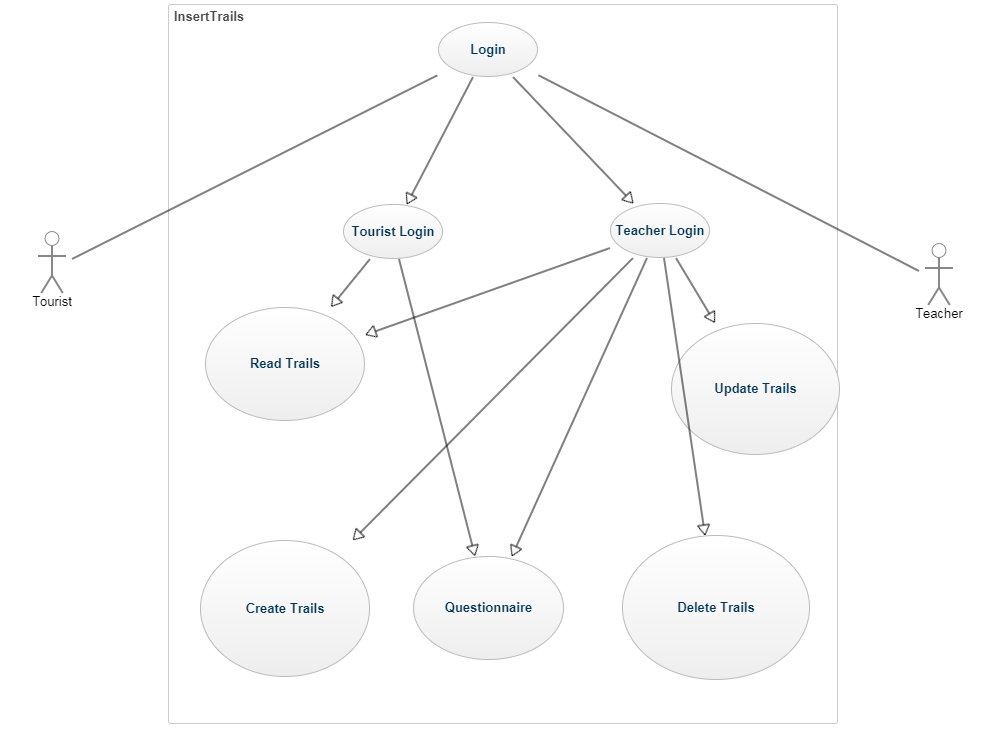 InsertTrails
Login
Tourist Login
Teacher Login
Tourist
Teacher
Read Trails
Update Trails
Create Trails
Questionnaire
Delete Trails